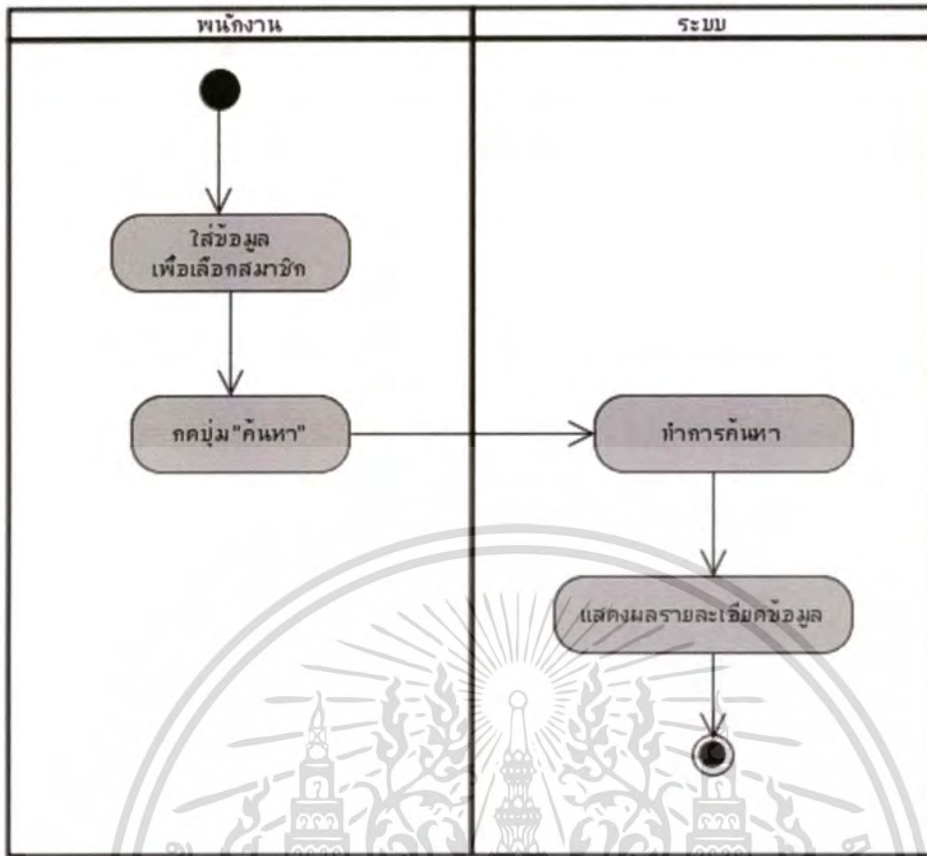 พนักงาน
ระบบ
ใส่ข้อมูล
เพื่อเลือกสมาชิก
กดปุ่ม "ค้นหา"
ทำการค้นหา
แสดงผลรายละเอียดข้อมูล